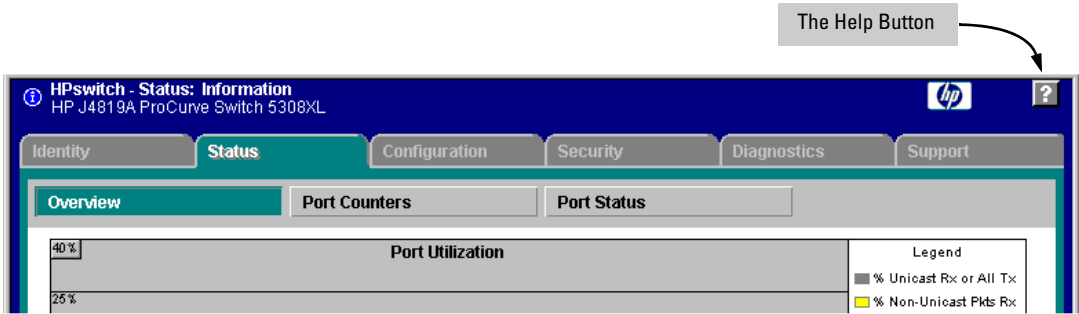 The Help Button
HPswitch - Status: Information
HP J4819A ProCurve Switch 5308XL
hp
?
Identity
Status
Configuration
Security
Diagnostics
Support
Overview
Port Counters
Port Status
40%
Port Utilization
Legend
% Unicast Rx or All Tx
25%
% Non-Unicast Pkts Rx